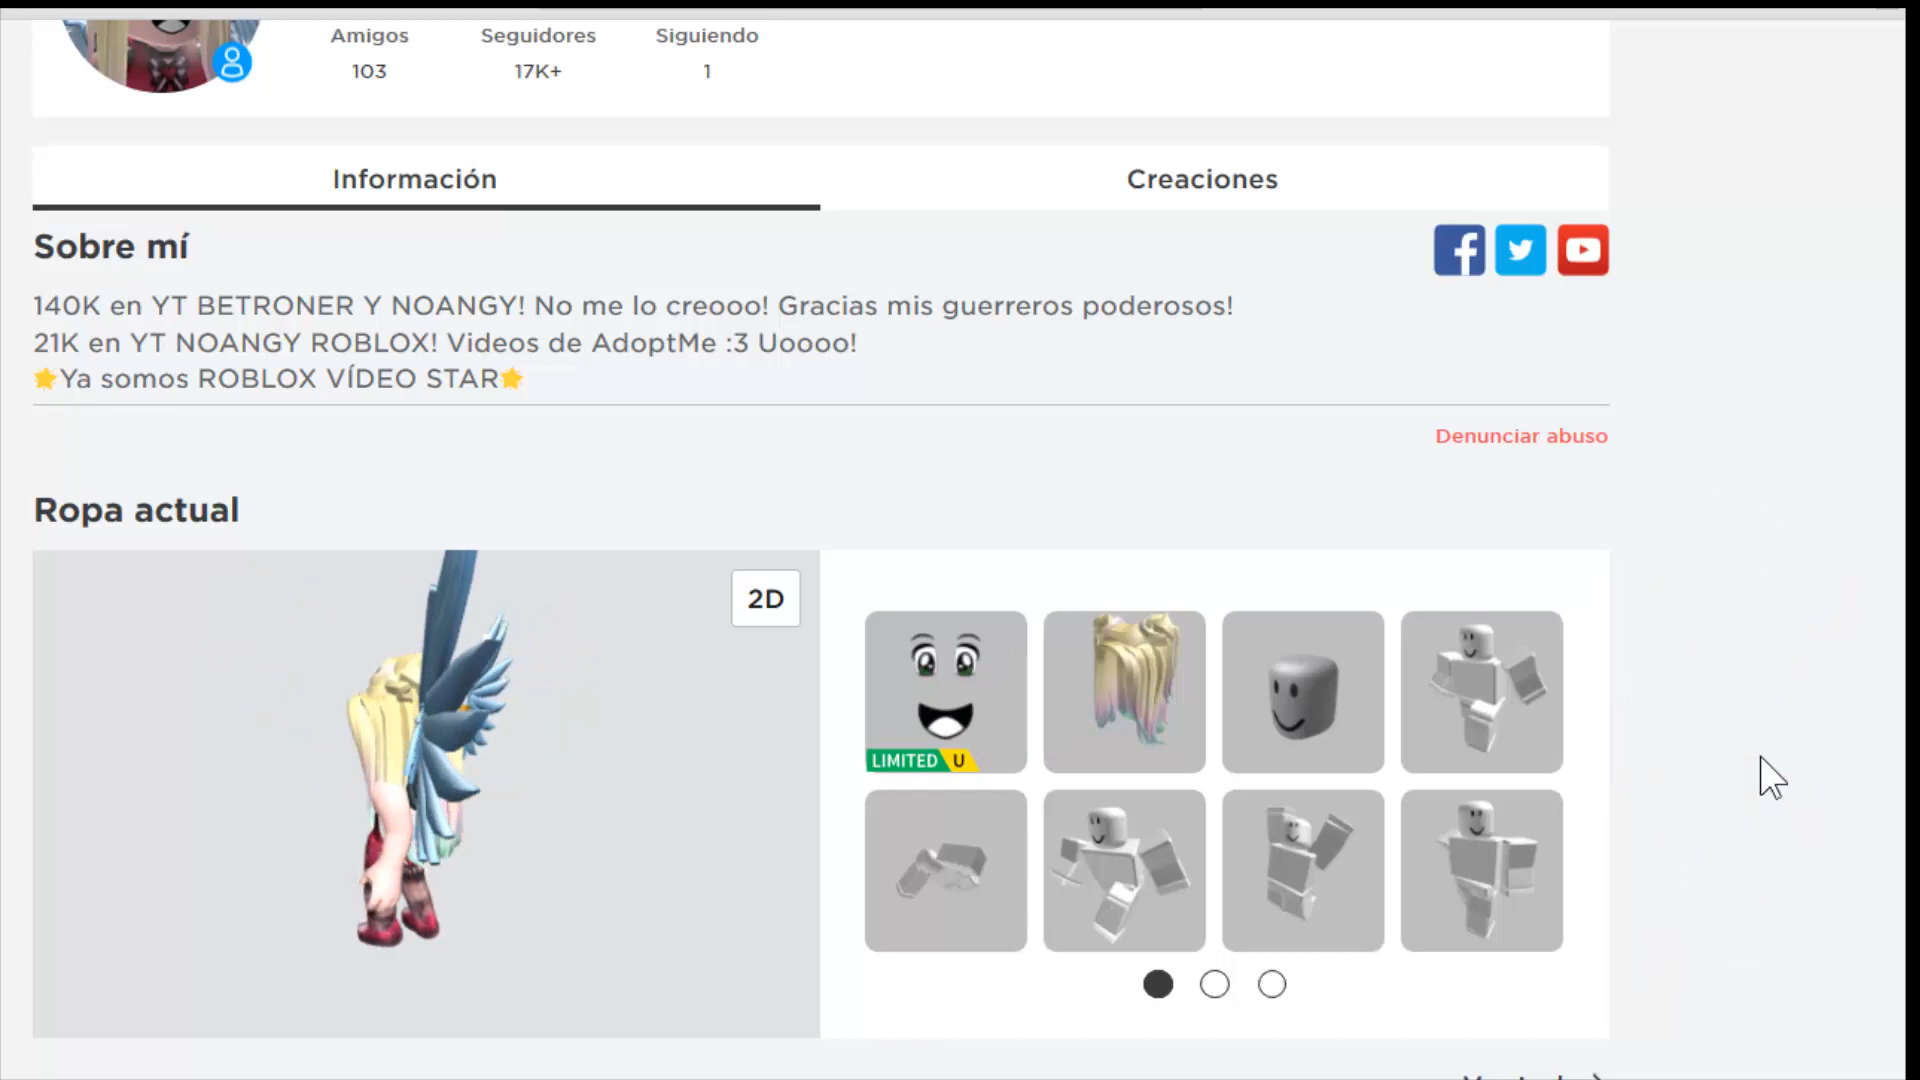 Amigos Seguidores Siguiendo
103 17K+ 1
Información Creaciones
Sobre mí
140K en YT BETRONER Y NOANGY! No me lo creooo! Gracias mis guerreros poderosos!
21K en YT NOANGY ROBLOX! Videos de AdoptMe :3 Uoooo!
🌟Ya somos ROBLOX VÍDEO STAR🌟
Denunciar abuso
Ropa actual
2D
LIMITED U